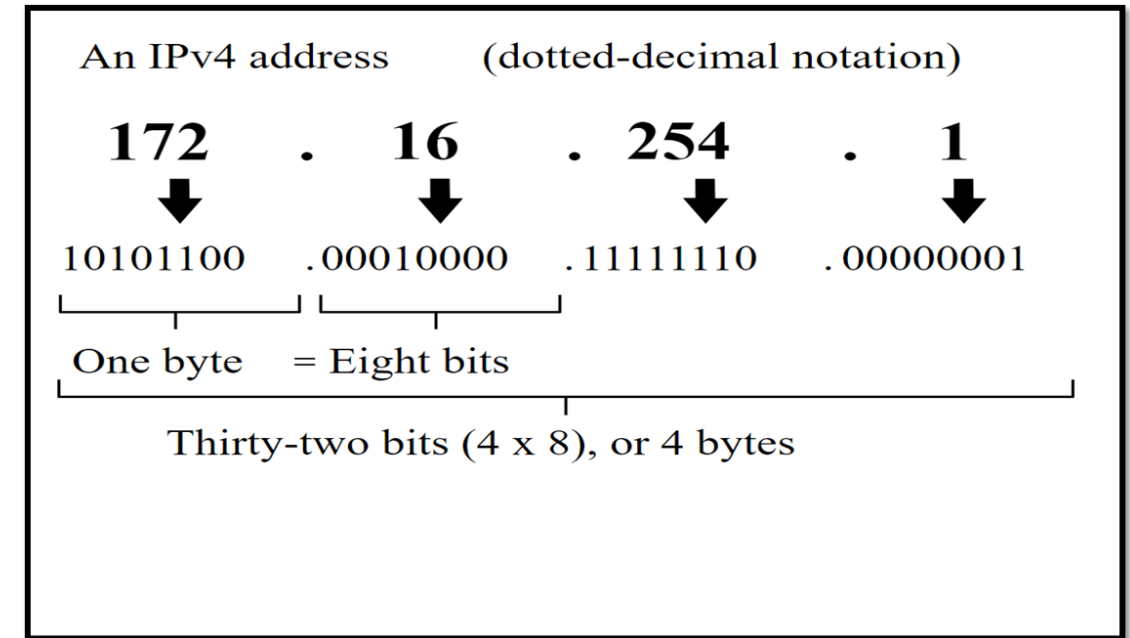 An IPv4 address (dotted-decimal notation)
172 . 16 . 254 . 1
10101100 .00010000 .11111110 .00000001
One byte = Eight bits
Thirty-two bits (4 x 8), or 4 bytes